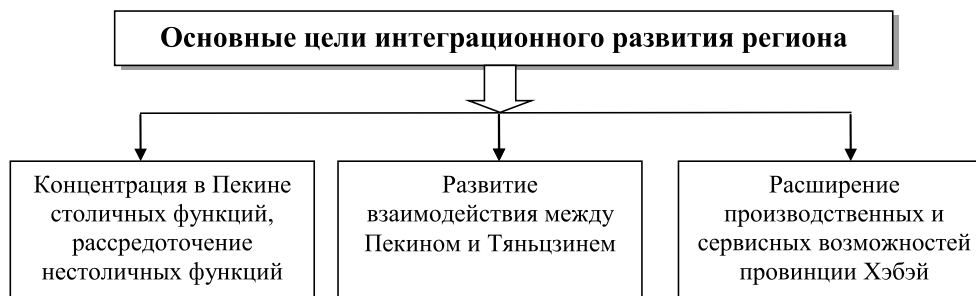 Основные цели интеграционного развития региона
Концентрация в Пекине
столичных функций,
рассредоточение
нестоличных функций
Развитие
взаимодействия между
Пекином и Тяньцзинем
Расширение
производственных и
сервисных возможностей
провинции Хэбэй